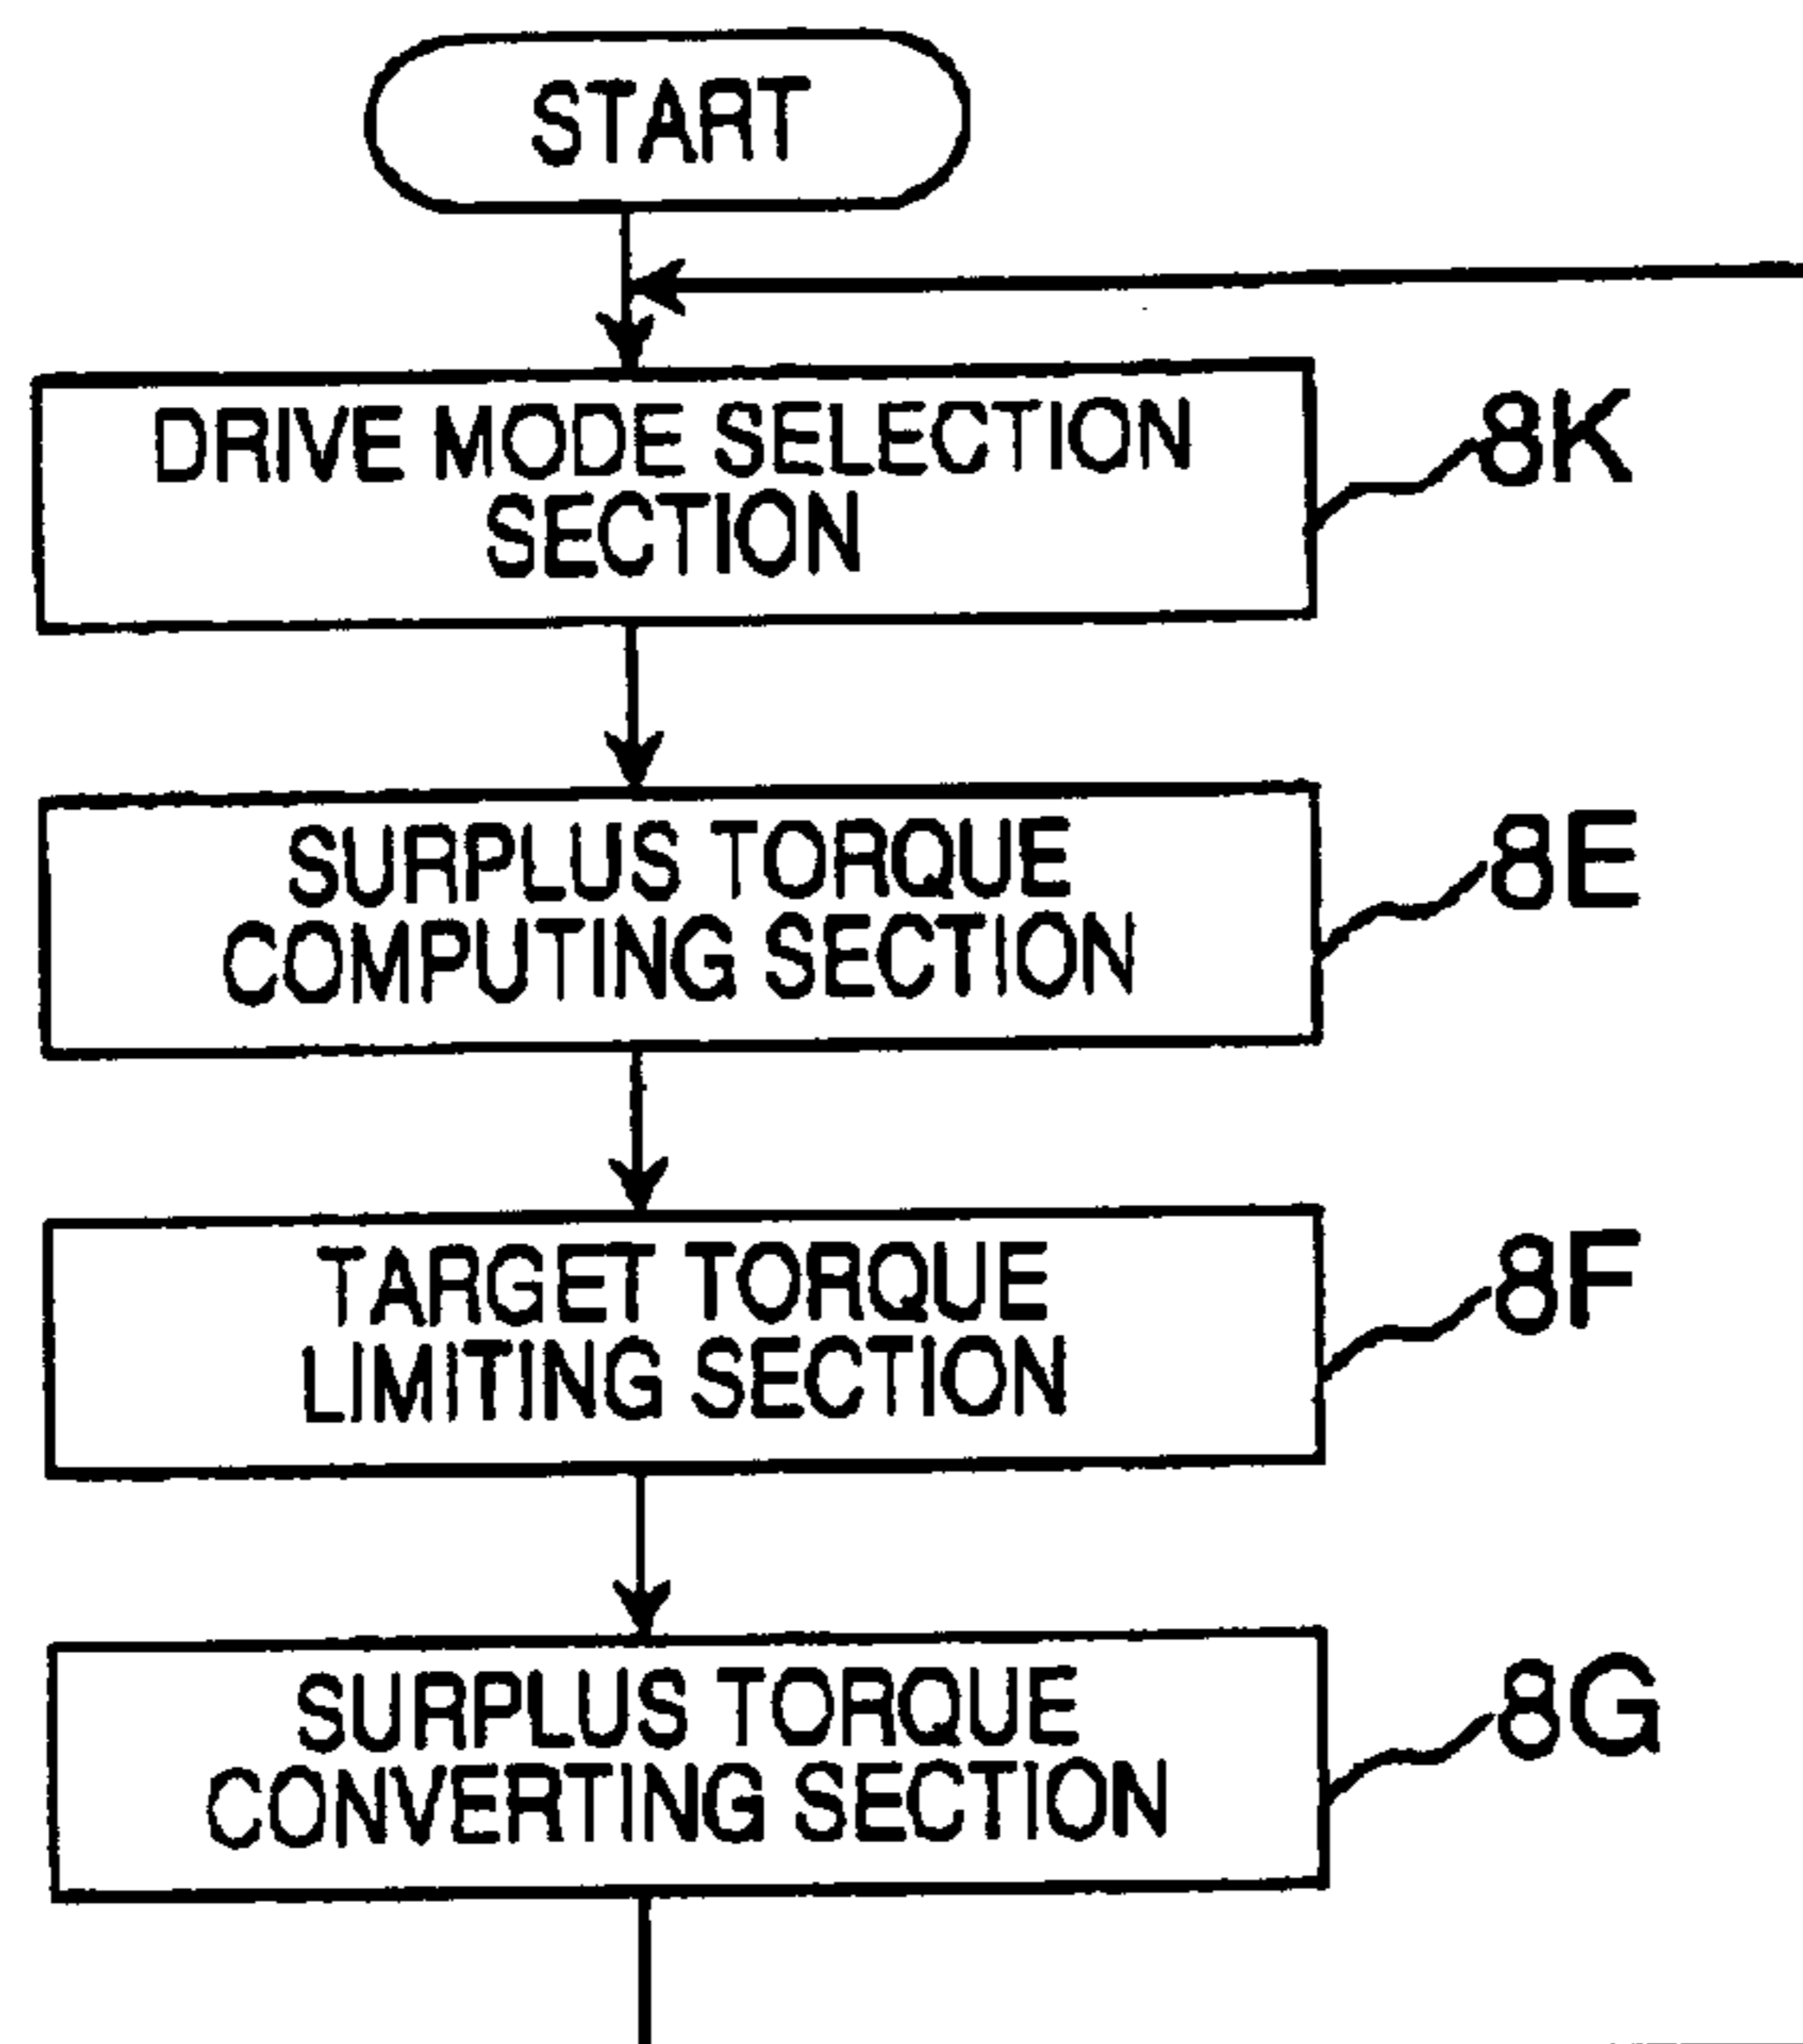 START
DRIVE MODE SELECTION
SECTION
8K
SURPLUS TORQUE
COMPUTING SECTION
8E
TARGET TORQUE
LIMITING SECTION
8F
SURPLUS TORQUE
CONVERTING SECTION
8G